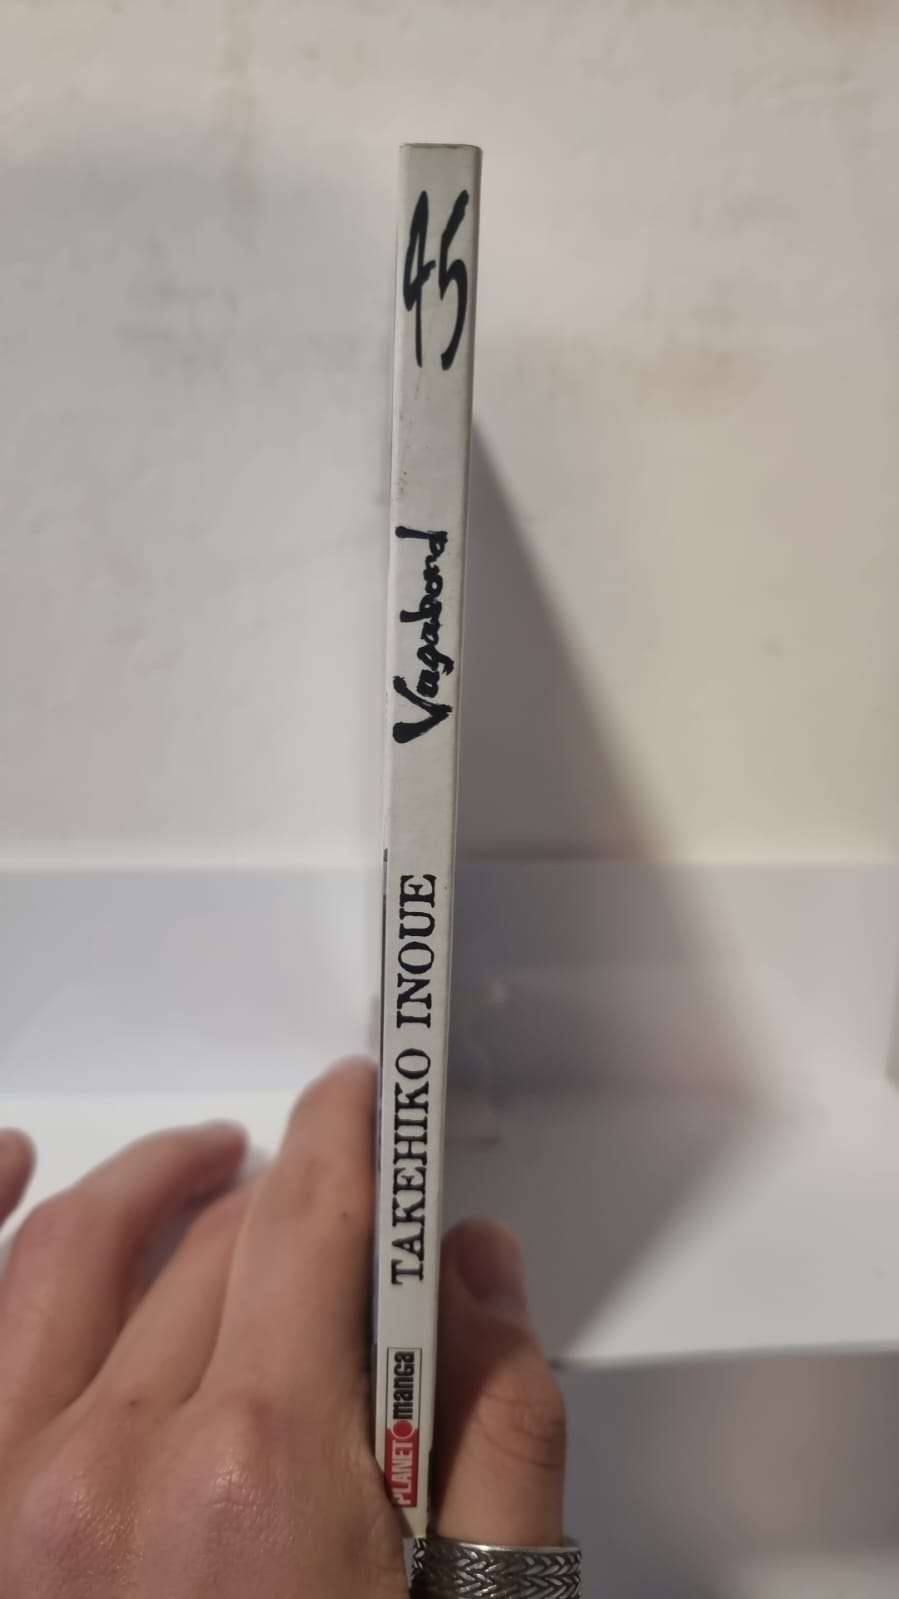 45
Vagabond
TAKEHIKO INOUE
PLANET manga